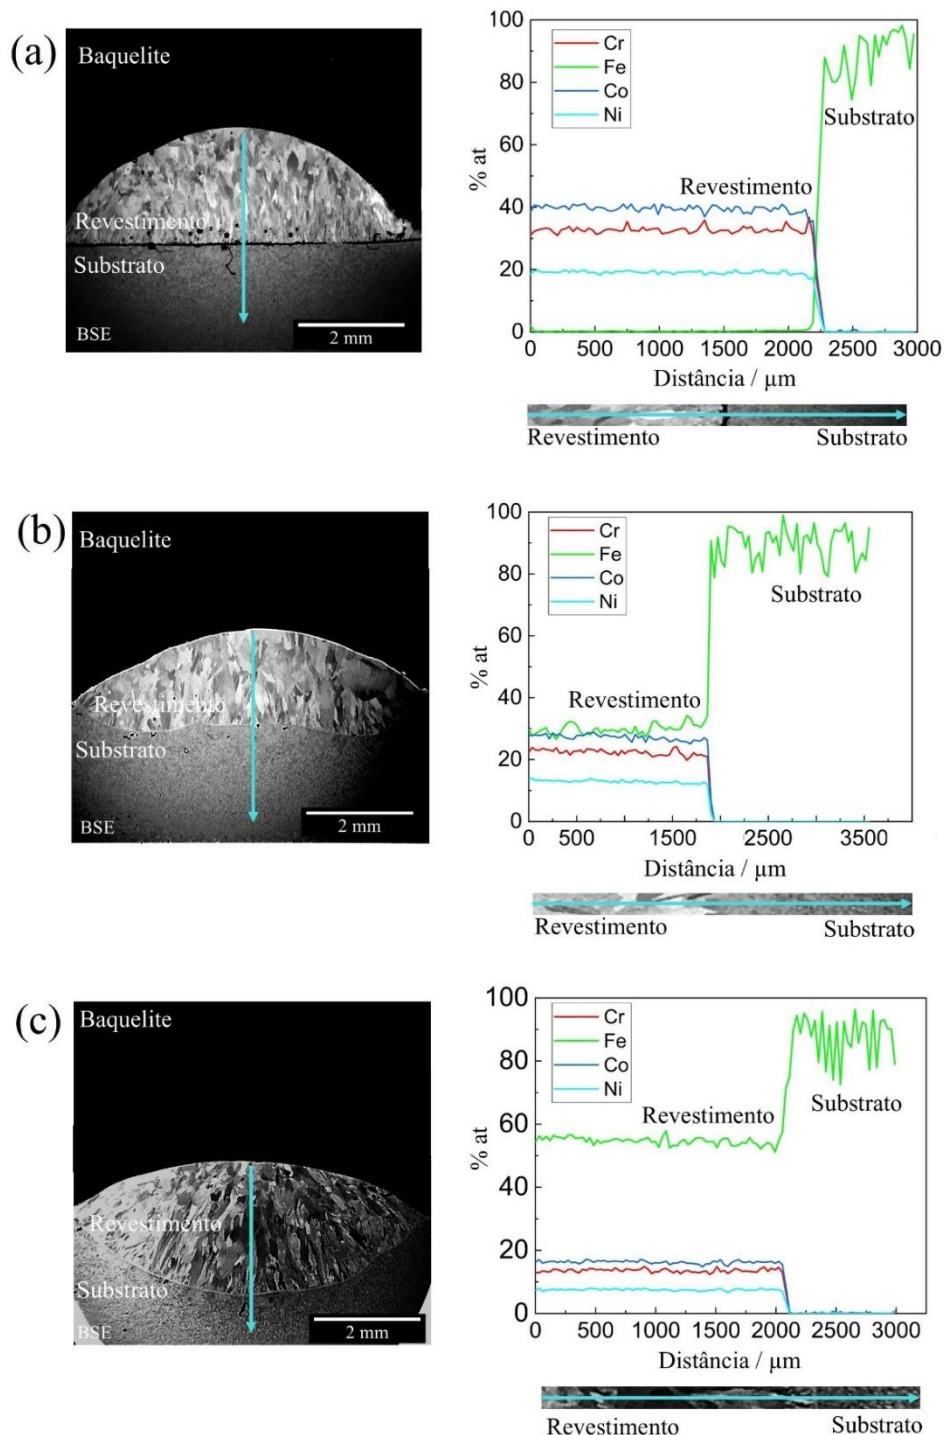 (a)
Baquelite
Revestimento
Substrato
BSE
2 mm
Cr
Fe
Co
Ni
% at
100
80
60
40
20
0
Revestimento
Substrato
0 500 1000 1500 2000 2500 3000
Distância / µm
Revestimento Substrato
(b)
Baquelite
Revestimento
Substrato
BSE
2 mm
Cr
Fe
Co
Ni
% at
100
80
60
40
20
0
Revestimento
Substrato
0 500 1500 2500 3500
Distância / µm
Revestimento Substrato
(c)
Baquelite
Revestimento
Substrato
BSE
2 mm
Cr
Fe
Co
Ni
% at
100
80
60
40
20
0
Revestimento
Substrato
0 500 1000 1500 2000 2500 3000
Distância / µm
Revestimento Substrato